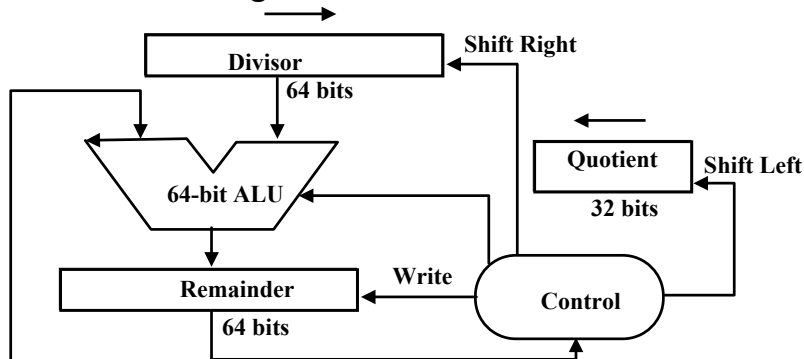 Shift Right
Divisor
64 bits
Quotient
Shift Left
64-bit ALU
32 bits
Write
Remainder
Control
64 bits